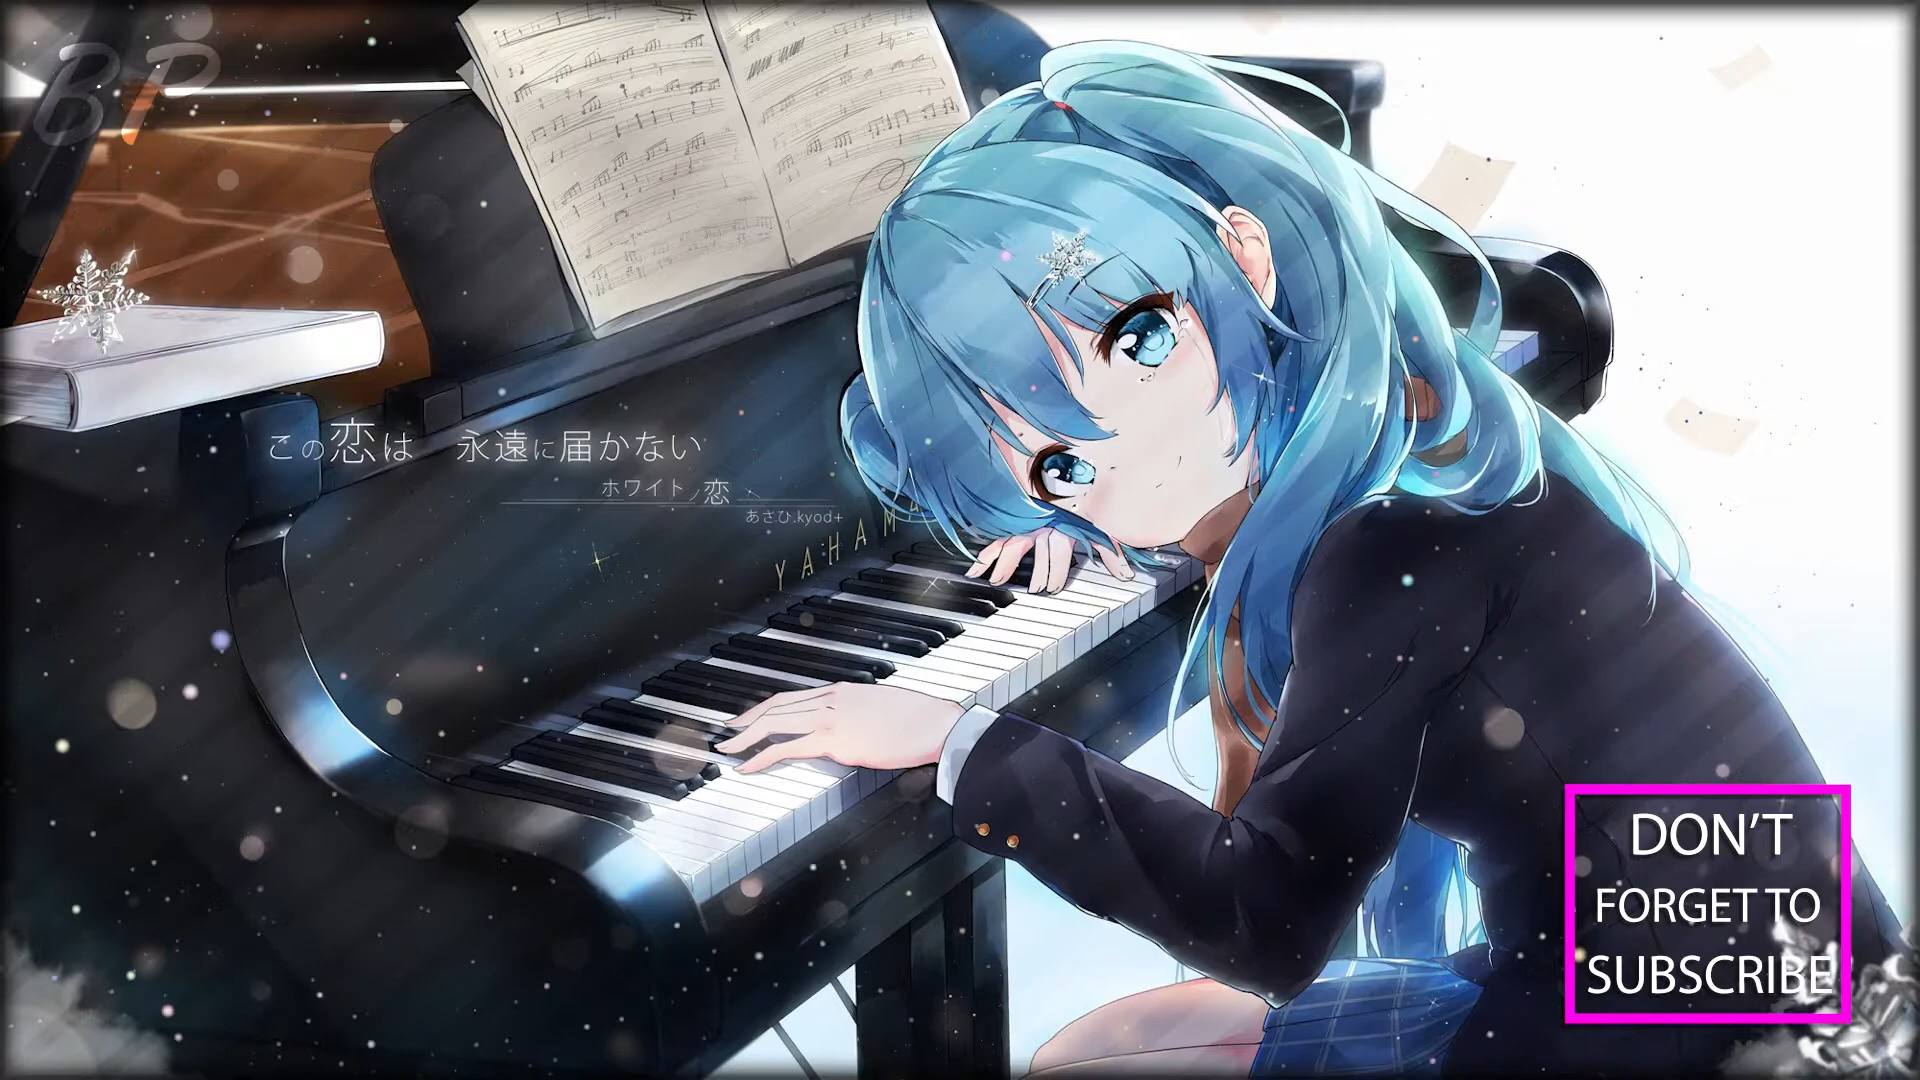 BP
この恋は 永遠に届かない
ホワイトノ恋
あさひ.kyod+
YAHAMA
DON'T
FORGET TO
SUBSCRIBE